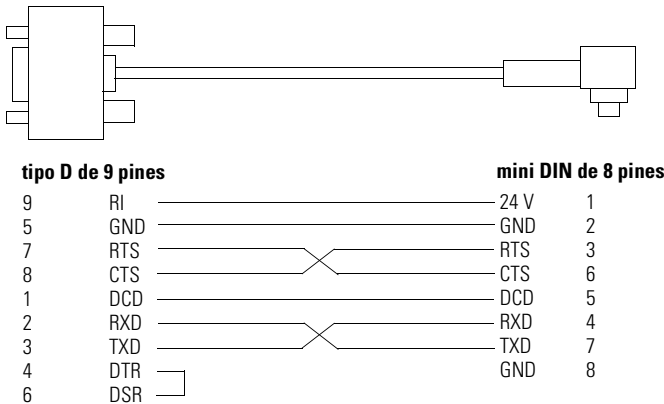 tipo D de 9 pines mini DIN de 8 pines
9 RI 24 V 1
5 GND GND 2
7 RTS RTS 3
8 CTS CTS 6
1 DCD DCD 5
2 RXD RXD 4
3 TXD TXD 7
4 DTR GND 8
6 DSR